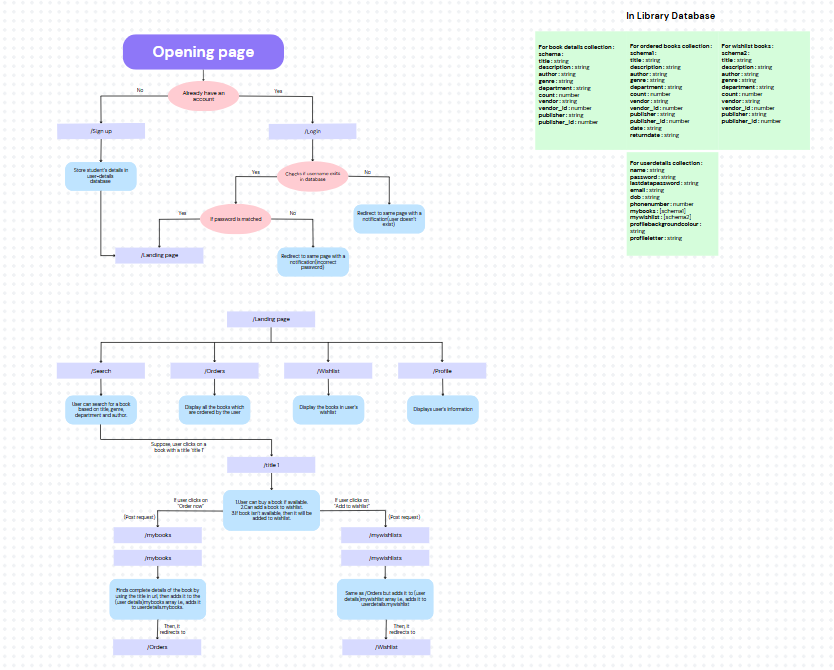 In Library Database
Opening page
For book details collection :
schema :
title : string
description : string
author : string
genre : string
department : string
count : number
vendor : string
vendor_id : number
publisher : string
publisher_id : number
For ordered books collection :
schema1 :
title : string
description : string
author : string
genre : string
department : string
count : number
vendor : string
vendor_id : number
publisher : string
publisher_id : number
date : string
returndate : string
For wishlist books :
schema2 :
title : string
description : string
author : string
genre : string
department : string
count : number
vendor : string
vendor_id : number
publisher : string
publisher_id : number
For userdetails collection :
name : string
password : string
lastdatapassword : string
email : string
dob : string
phonenumber : number
mybooks : [schema1]
mywishlist : [schema2]
profilebackgroundcolour :
string
profileletter : string
Already have an
account
No
Yes
/Sign up
/Login
Store student's details in
user-details
database
Checks if username exits
in database
Yes
No
If password is matched
Redirect to same page with a
notification(user doesn't
exist)
Yes
No
/Landing page
Redirect to same page with a
notification(incorrect
password)
/Landing page
/Search
/Orders
/Wishlist
/Profile
User can search for a book
based on title, genre,
department and author.
Display all the books which
are ordered by the user
Display the books in user's
wishlist
Displays user's information
Suppose, user clicks on a
book with a title 'title 1'
/title 1
If user clicks on
"Order now"
1.User can buy a book if available.
2.Can add a book to wishlist.
3.If book isn't available, then it will be
added to wishlist.
If user clicks on
"Add to wishlist"
(Post request)
(Post request)
/mybooks
/mywishlists
/mybooks
/mywishlists
Finds complete details of the book by
using the title in url, then adds it to the
(user details)mybooks array i.e., adds it
to userdetails.mybooks.
Same as /Orders but adds it to (user
details)mywishlist array i.e., adds it to
userdetails.mywishlist
Then, it
redirects to
Then, it
redirects to
/Orders
/Wishlist